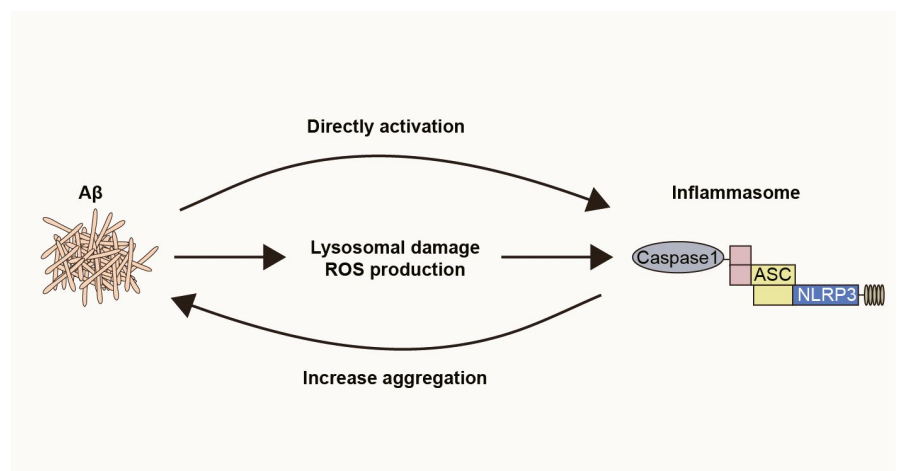 Directly activation
Aβ
Inflammasome
Lysosomal damage
ROS production
Caspase1
ASC
NLRP3
Increase aggregation